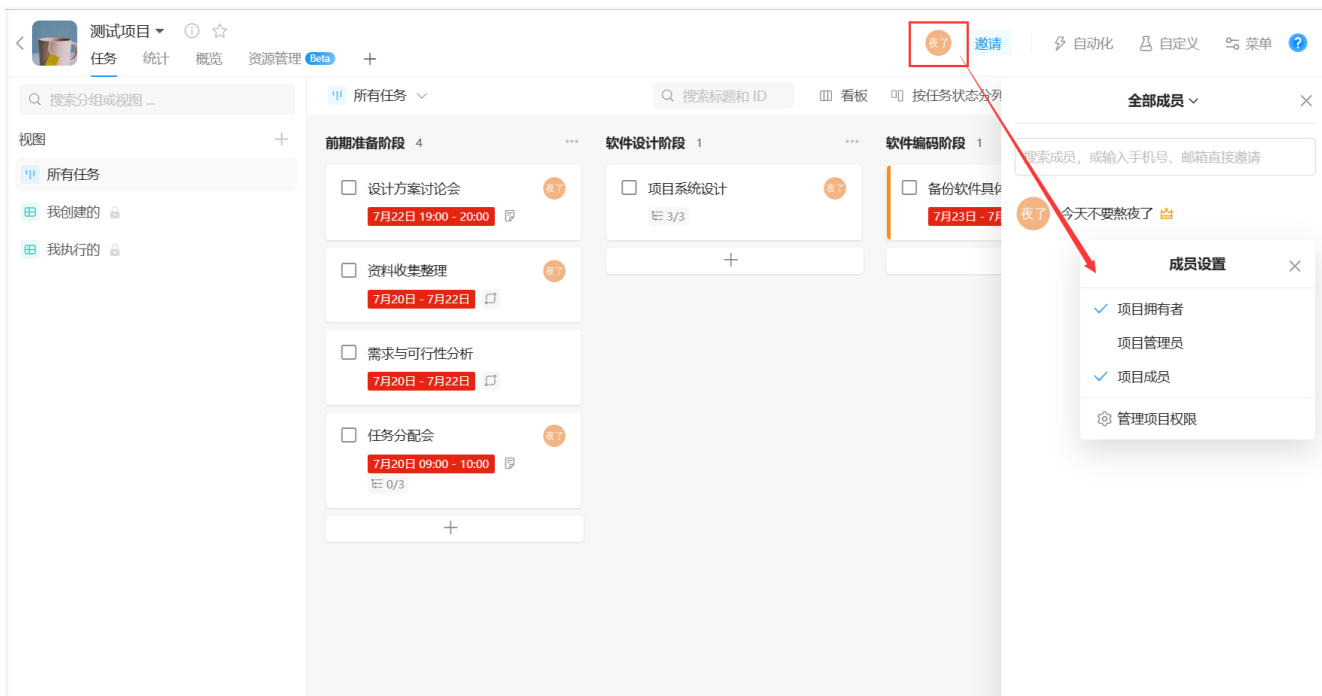 测试项目
夜了 邀请 自动化 自定义 菜单 ?
任务 统计 概览 资源管理 Beta
搜索分组或视图 ...
所有任务 搜索标题和 ID 看板 按任务状态分列
全部成员
视图
前期准备阶段 4 软件设计阶段 1 软件编码阶段 1
搜索成员，或输入手机号、邮箱直接邀请
所有任务
设计方案讨论会 夜了
7月22日 19:00 - 20:00
项目系统设计 夜了
3/3
备份软件具体
7月23日 - 7月
夜了 今天不要熬夜了
我创建的
我执行的
资料收集整理 夜了
7月20日 - 7月22日
成员设置
项目拥有者
项目管理员
项目成员
管理项目权限
需求与可行性分析
7月20日 - 7月22日
任务分配会 夜了
7月20日 09:00 - 10:00
0/3